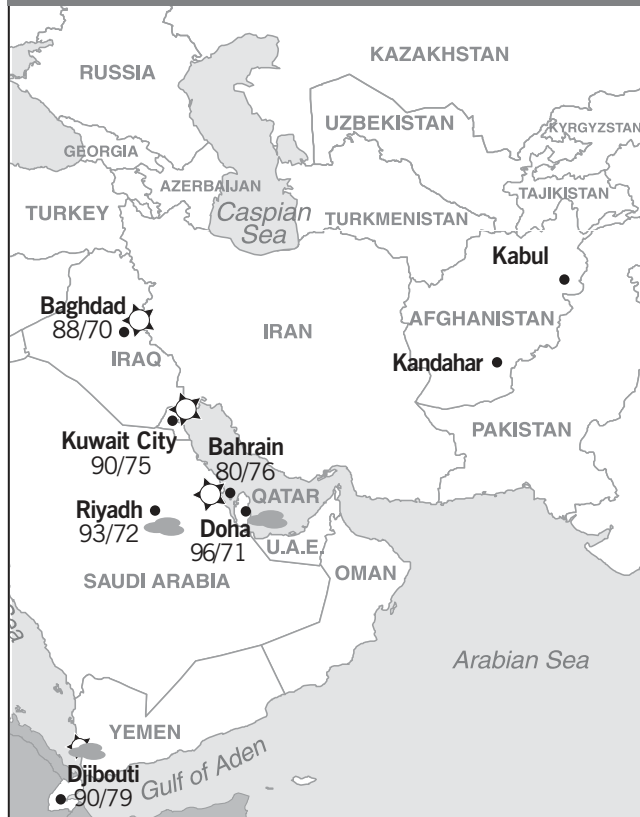 KAZAKHSTAN
RUSSIA
UZBEKISTAN
KYRGYZSTAN
GEORGIA
AZERBAIJAN
TAJIKISTAN
TURKEY
Caspian
Sea
TURKMENISTAN
Kabul
Baghdad
88/70
IRAN
AFGHANISTAN
IRAQ
Kandahar
PAKISTAN
Kuwait City
90/75
Bahrain
80/76
QATAR
Riyadh
93/72
Doha
96/71
U.A.E.
SAUDI ARABIA
OMAN
Arabian Sea
YEMEN
Gulf of Aden
Djibouti
90/79